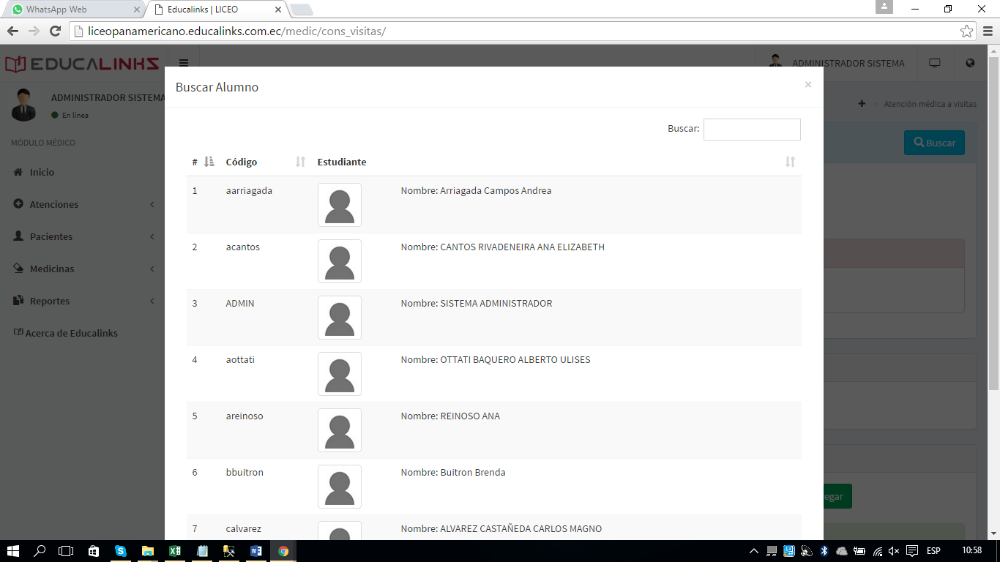 WhatsApp Web
Educalinks | LICEO
liceopanamericano.educalinks.com.ec/medic/cons_visitas/
EDUCALINKS
ADMINISTRADOR SISTEMA
ADMINISTRADOR SISTEMA
En línea
Atención médica a visitas
MÓDULO MÉDICO
Buscar
Inicio
Atenciones
Pacientes
Medicinas
Reportes
Acerca de Educalinks
Buscar Alumno
×
Buscar:
# Código Estudiante
1 aarriagada Nombre: Arriagada Campos Andrea
2 acantos Nombre: CANTOS RIVADENEIRA ANA ELIZABETH
3 ADMIN Nombre: SISTEMA ADMINISTRADOR
4 aottati Nombre: OTTATI BAQUERO ALBERTO ULISES
5 areinoso Nombre: REINOSO ANA
6 bbuitron Nombre: Buitron Brenda
7 calvarez Nombre: ALVAREZ CASTAÑEDA CARLOS MAGNO
egar
ESP
10:58